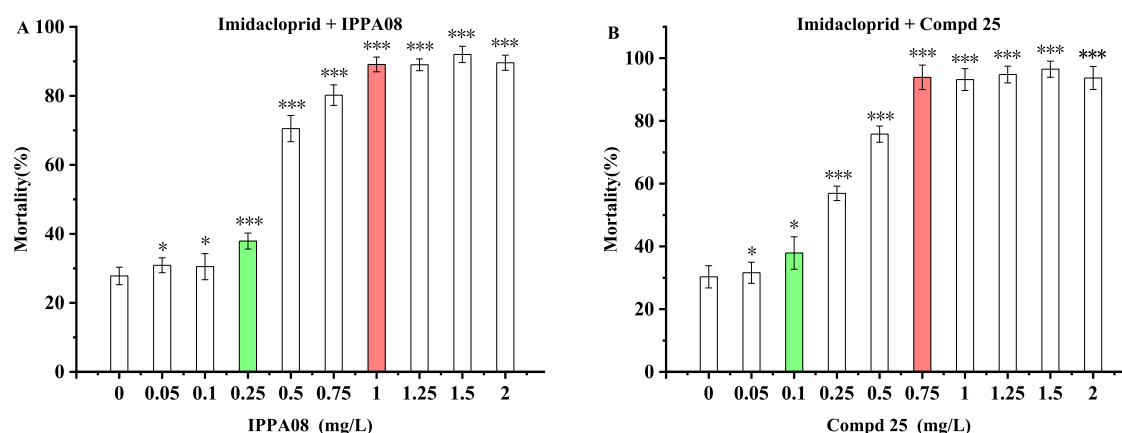 A Imidacloprid + IPPA08
Mortality(%)
100
80
60
40
20
0
* * *** *** *** *** *** *** ***
0 0.05 0.1 0.25 0.5 0.75 1 1.25 1.5 2
IPPA08 (mg/L)
B Imidacloprid + Compd 25
Mortality(%)
100
80
60
40
20
0
* * *** *** *** *** *** *** ***
0 0.05 0.1 0.25 0.5 0.75 1 1.25 1.5 2
Compd 25 (mg/L)